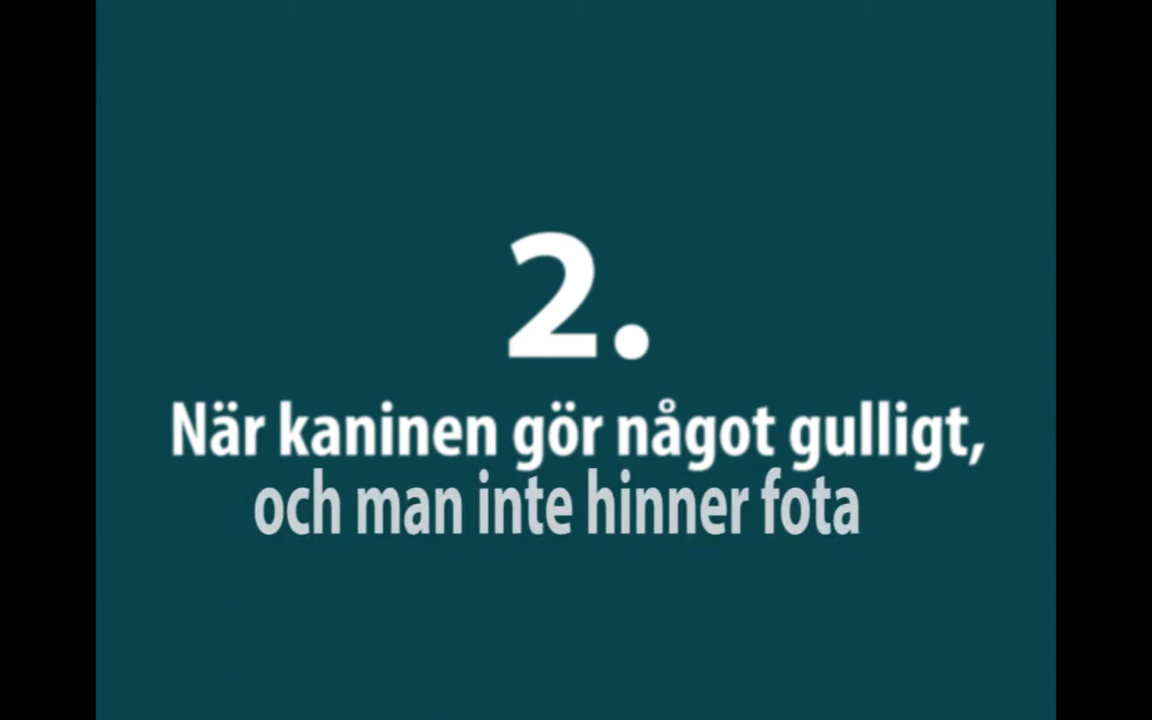 2.
När kaninen gör något gulligt,
och man inte hinner fota